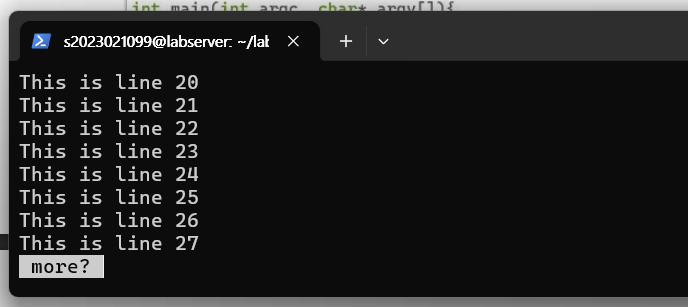 int main(int argc, char* argv[]){
s2023021099@labserver: ~/lab
This is line 20
This is line 21
This is line 22
This is line 23
This is line 24
This is line 25
This is line 26
This is line 27
more?